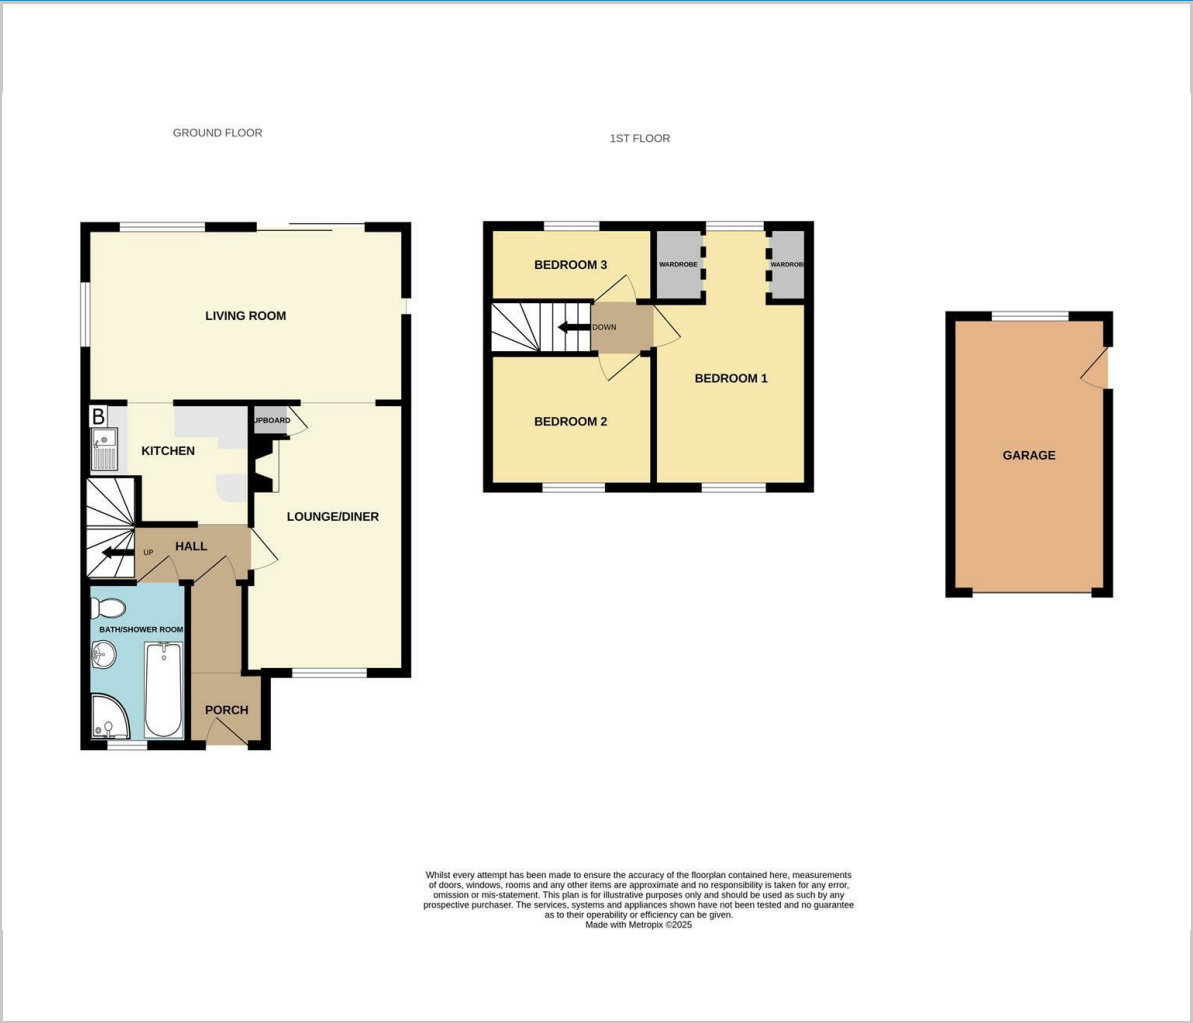 GROUND FLOOR
1ST FLOOR
LIVING ROOM
B
KITCHEN
UPBOARD
LOUNGE/DINER
UP
HALL
BATH/SHOWER ROOM
PORCH
BEDROOM 3
WARDROBE
WARDROBE
DOWN
BEDROOM 1
BEDROOM 2
GARAGE
Whilst every attempt has been made to ensure the accuracy of the floorplan contained here, measurements
of doors, windows, rooms and any other items are approximate and no responsibility is taken for any error,
omission or mis-statement. This plan is for illustrative purposes only and should be used as such by any
prospective purchaser. The services, systems and appliances shown have not been tested and no guarantee
as to their operability or efficiency can be given.
Made with Metropix ©2025